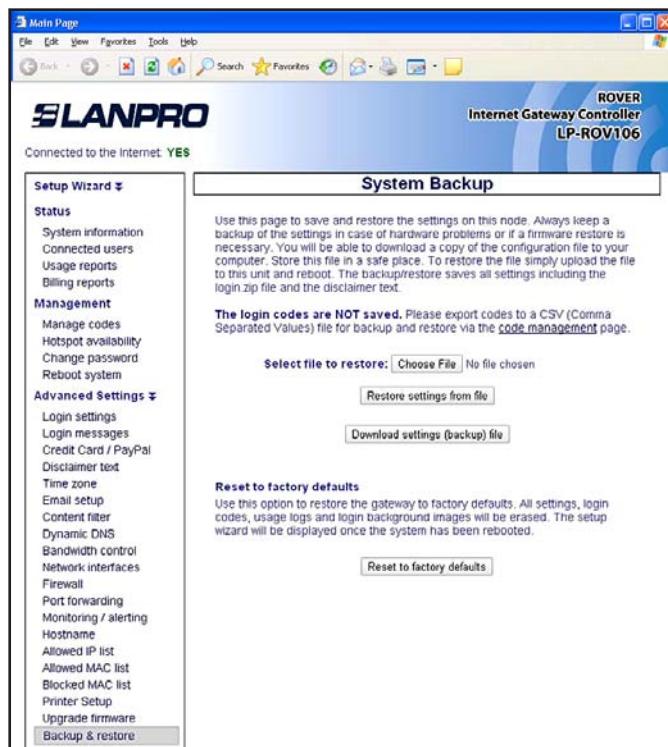 Main Page
File Edit View Favorites Tools Help
Back Search Favorites
LANPRO
ROVER
Internet Gateway Controller
LP-ROV106
Connected to the Internet: YES
Setup Wizard
Status
System information
Connected users
Usage reports
Billing reports
Management
Manage codes
Hotspot availability
Change password
Reboot system
Advanced Settings
Login settings
Login messages
Credit Card / PayPal
Disclaimer text
Time zone
Email setup
Content filter
Dynamic DNS
Bandwidth control
Network interfaces
Firewall
Port forwarding
Monitoring / alerting
Hostname
Allowed IP list
Allowed MAC list
Blocked MAC list
Printer Setup
Upgrade firmware
Backup & restore
System Backup
Use this page to save and restore the settings on this node. Always keep a
backup of the settings in case of hardware problems or if a firmware restore is
necessary. You will be able to download a copy of the configuration file to your
computer. Store this file in a safe place. To restore the file simply upload the file
to this unit and reboot. The backup/restore saves all settings including the
login.zip file and the disclaimer text.
The login codes are NOT saved. Please export codes to a CSV (Comma
Separated Values) file for backup and restore via the code management page.
Select file to restore: Choose File No file chosen
Restore settings from file
Download settings (backup) file
Reset to factory defaults
Use this option to restore the gateway to factory defaults. All settings, login
codes, usage logs and login background images will be erased. The setup
wizard will be displayed once the system has been rebooted.
Reset to factory defaults